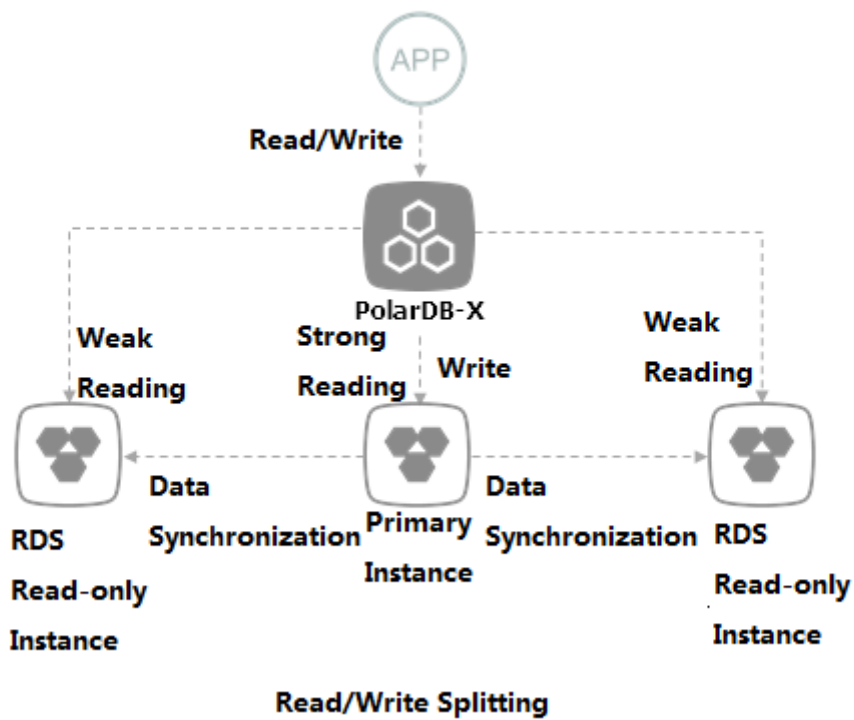 APP
Read/Write
PolarDB-X
Weak
Reading
Strong
Reading
Write
Weak
Reading
Data
Synchronization
Data
Synchronization
RDS
Read-only
Instance
Primary
Instance
RDS
Read-only
Instance
Read/Write Splitting